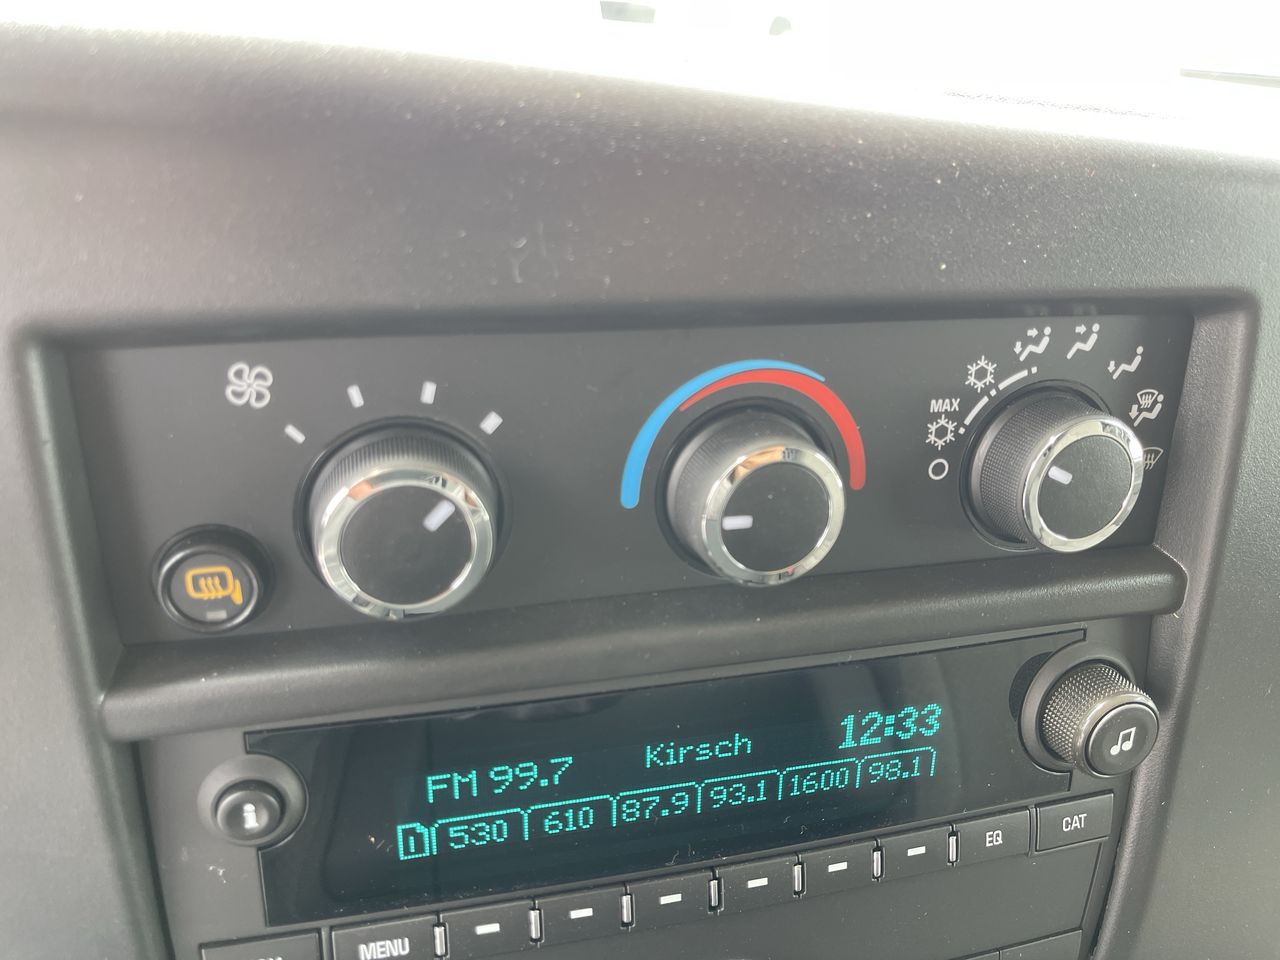 MAX
FM 99.7 Kirsch 12:33
530 610 87.9 93.1 1600 98.1
EQ CAT
MENU